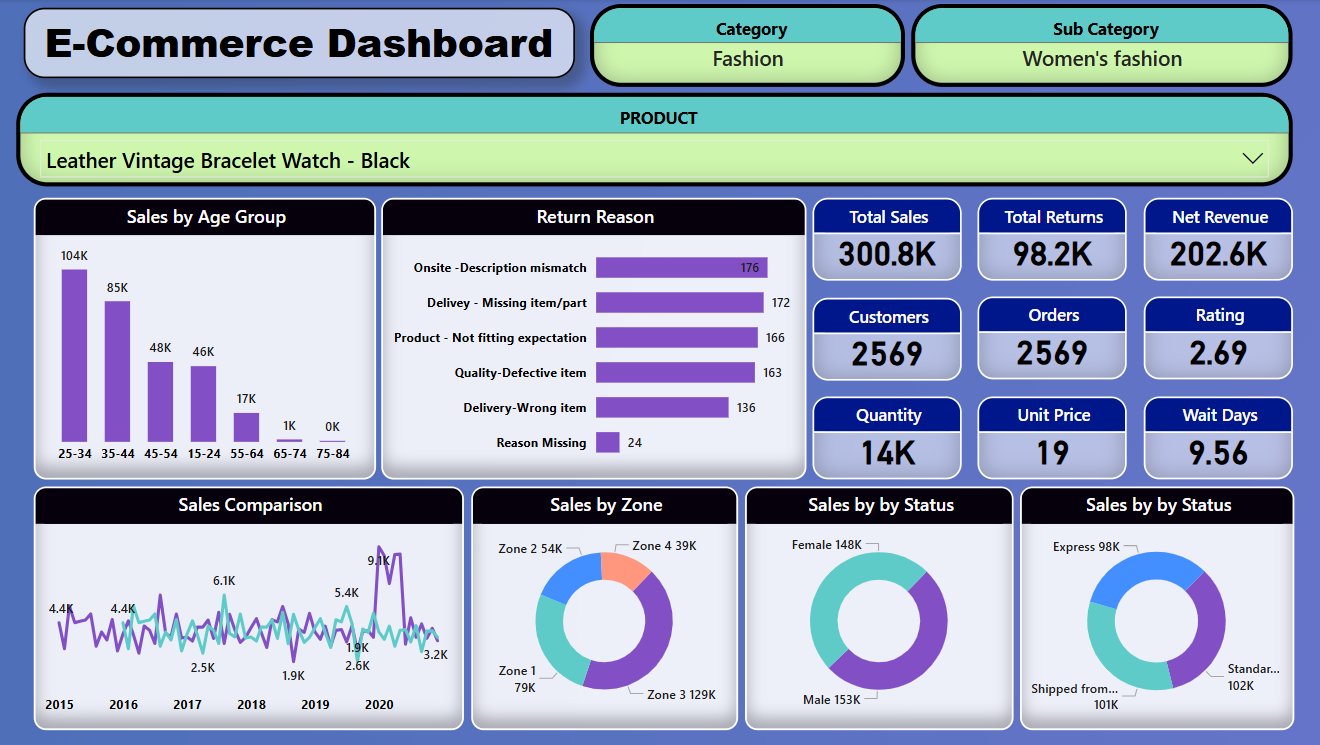 E-Commerce Dashboard
Category
Fashion
Sub Category
Women's fashion
PRODUCT
Leather Vintage Bracelet Watch - Black
Sales by Age Group
104K
85K
48K
46K
17K
1K
0K
25-34 35-44 45-54 15-24 55-64 65-74 75-84
Return Reason
Onsite -Description mismatch 176
Delivey - Missing item/part 172
Product - Not fitting expectation 166
Quality-Defective item 163
Delivery-Wrong item 136
Reason Missing 24
Total Sales
300.8K
Total Returns
98.2K
Net Revenue
202.6K
Customers
2569
Orders
2569
Rating
2.69
Quantity
14K
Unit Price
19
Wait Days
9.56
Sales Comparison
9.1K
6.1K
5.4K
4.4K
4.4K
1.9K
3.2K
2.5K
2.6K
1.9K
2015 2016 2017 2018 2019 2020
Sales by Zone
Zone 2 54K
Zone 4 39K
Zone 1
79K
Zone 3 129K
Sales by by Status
Female 148K
Male 153K
Sales by by Status
Express 98K
Standar...
102K
Shipped from...
101K